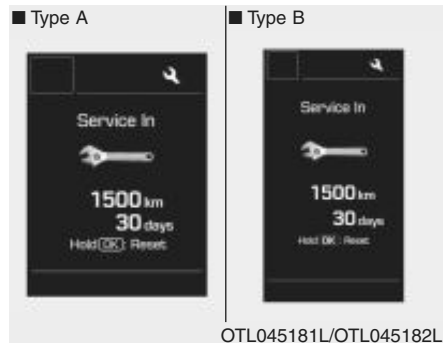 ■ Type A
Service In
1500 km
30 days
Hold OK : Reset
■ Type B
Service In
1500 km
30 days
Hold OK : Reset
OTL045181L/OTL045182L